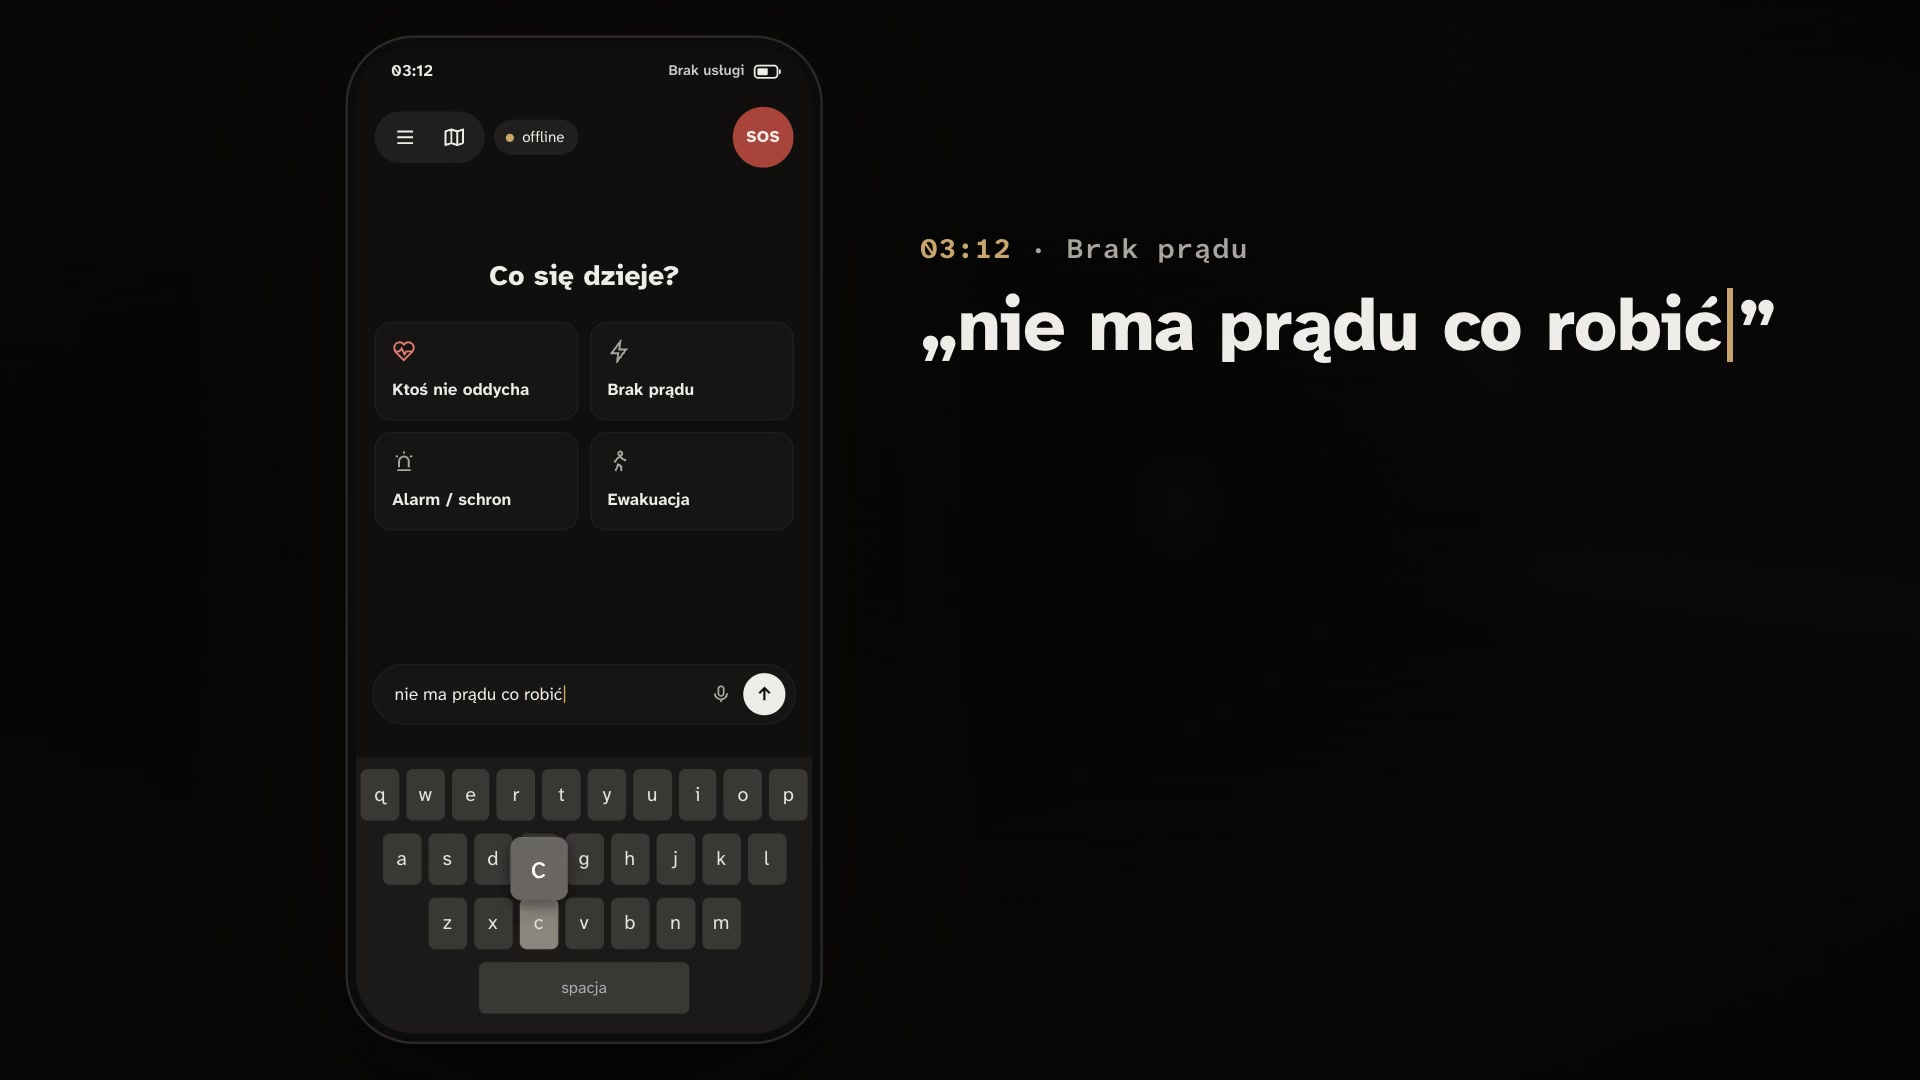 03:12
Brak usługi
offline
SOS
Co się dzieje?
Ktoś nie oddycha
Brak prądu
Alarm / schron
Ewakuacja
nie ma prądu co robić
q w e r t y u i o p
a s d g h j k l
C
z x c v b n m
spacja
03:12 · Brak prądu
„nie ma prądu co robić”